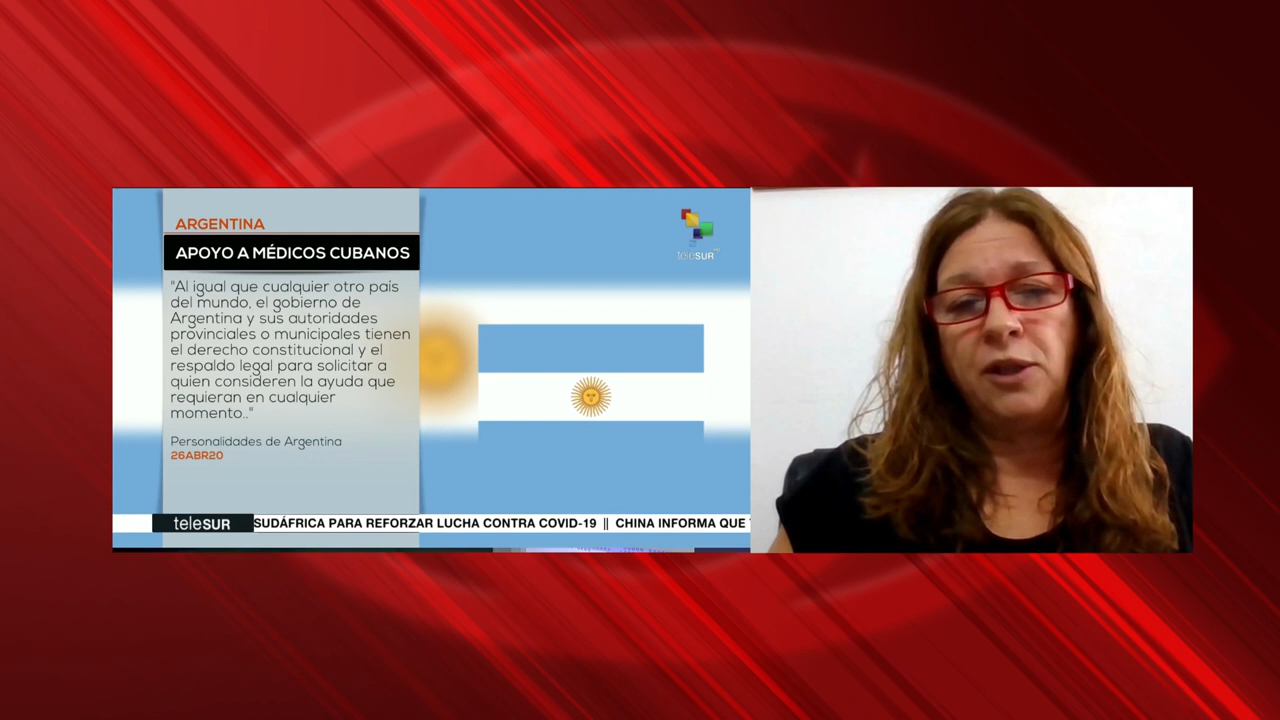 ARGENTINA
APOYO A MÉDICOS CUBANOS
"Al igual que cualquier otro país
del mundo, el gobierno de
Argentina y sus autoridades
provinciales o municipales tienen
el derecho constitucional y el
respaldo legal para solicitar a
quien consideren la ayuda que
requieran en cualquier
momento.."
Personalidades de Argentina
26ABR20
teleSUR
teleSUR SUDÁFRICA PARA REFORZAR LUCHA CONTRA COVID-19 || CHINA INFORMA QUE